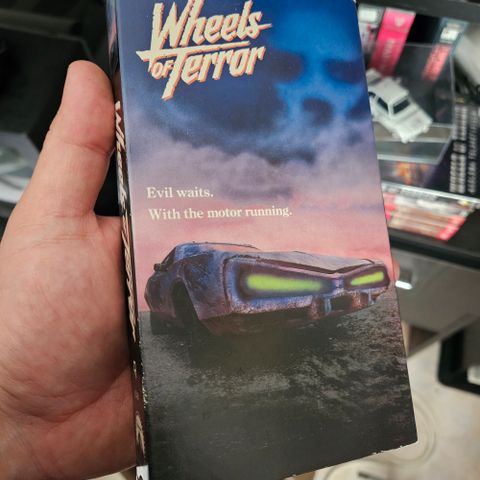 Wheels
of Terror
Evil waits.
With the motor running.